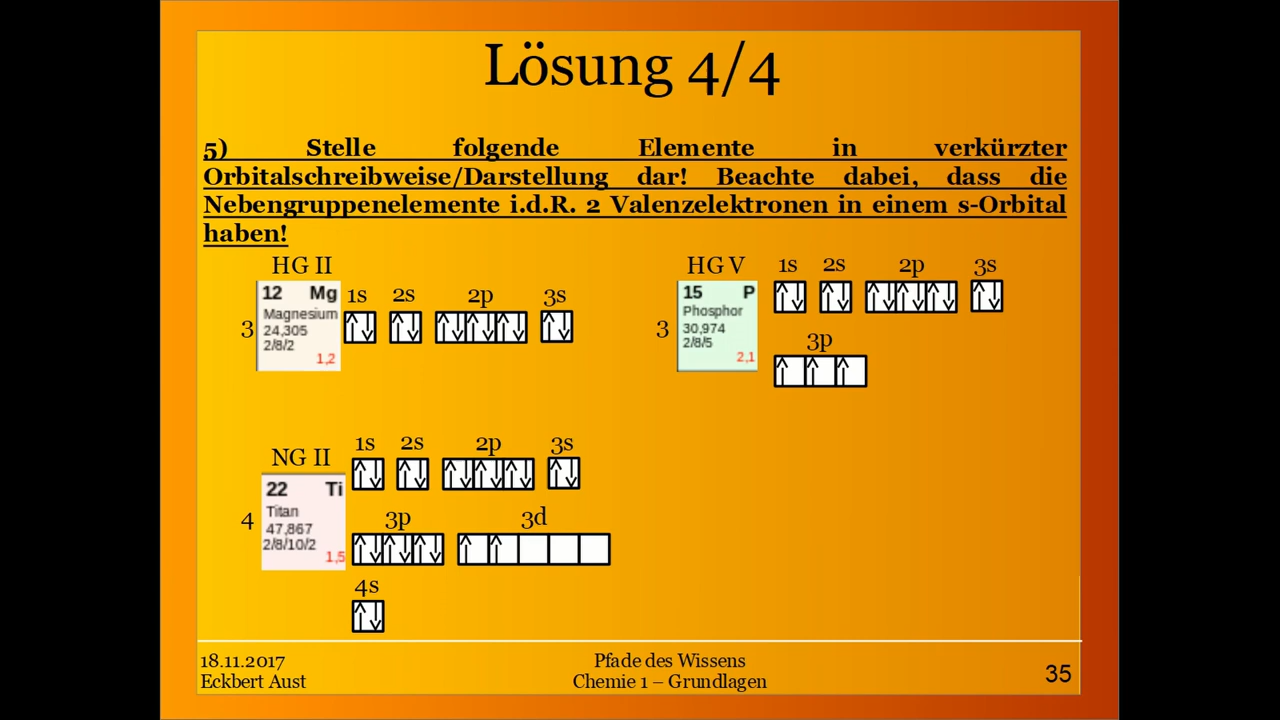 Lösung 4/4
5) Stelle folgende Elemente in verkürzter
Orbitalschreibweise/Darstellung dar! Beachte dabei, dass die
Nebengruppenelemente i.d.R. 2 Valenzelektronen in einem s-Orbital
haben!
HG II
3
12 Mg
Magnesium
24,305
2/8/2
1,2
1s 2s 2p 3s
HG V
3
15 P
Phosphor
30,974
2/8/5
2,1
1s 2s 2p 3s
3p
NG II
4
22 Ti
Titan
47,867
2/8/10/2
1,5
1s 2s 2p 3s
3p 3d
4s
18.11.2017
Eckbert Aust
Pfade des Wissens
Chemie 1 – Grundlagen
35